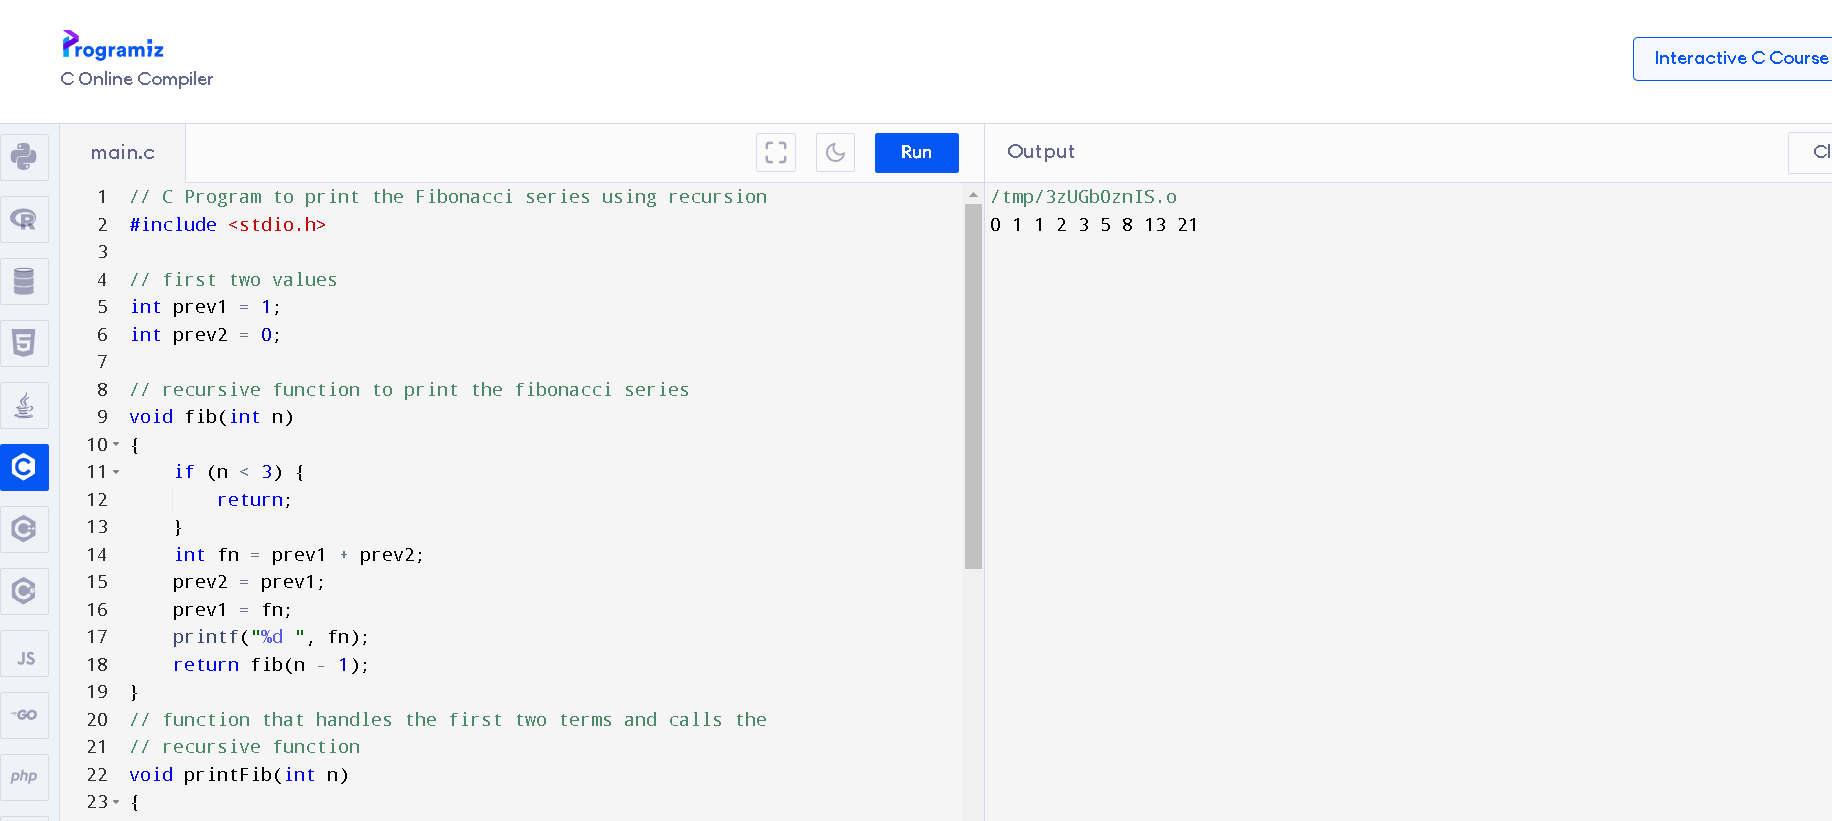 Programiz
C Online Compiler
Interactive C Course
main.c
Run
Output
Cl
1 // C Program to print the Fibonacci series using recursion
2 #include <stdio.h>
3
4 // first two values
5 int prev1 = 1;
6 int prev2 = 0;
7
8 // recursive function to print the fibonacci series
9 void fib(int n)
10 {
11     if (n < 3) {
12         return;
13     }
14     int fn = prev1 + prev2;
15     prev2 = prev1;
16     prev1 = fn;
17     printf("%d ", fn);
18     return fib(n - 1);
19 }
20 // function that handles the first two terms and calls the
21 // recursive function
22 void printFib(int n)
23 {
/tmp/3zUGbOznIS.o
0 1 1 2 3 5 8 13 21
R
5
C
C
C#
JS
GO
php